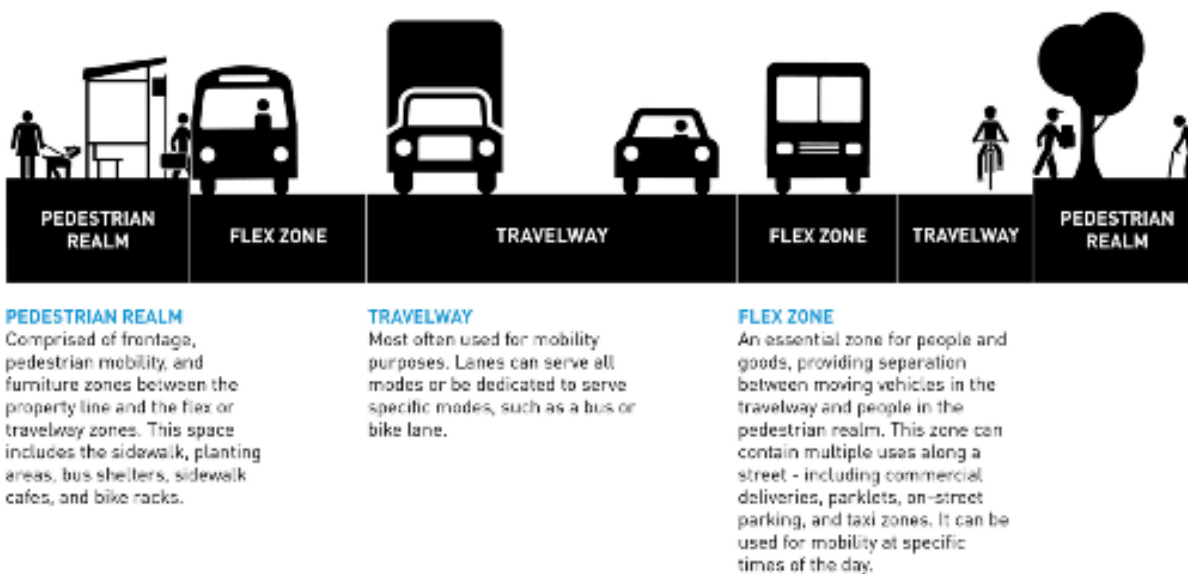 PEDESTRIAN
REALM
FLEX ZONE
TRAVELWAY
FLEX ZONE
TRAVELWAY
PEDESTRIAN
REALM
PEDESTRIAN REALM
Comprised of frontage,
pedestrian mobility, and
furniture zones between the
property line and the flex or
travelway zones. This space
includes the sidewalk, planting
areas, bus shelters, sidewalk
cafes, and bike racks.
TRAVELWAY
Most often used for mobility
purposes. Lanes can serve all
modes or be dedicated to serve
specific modes, such as a bus or
bike lane.
FLEX ZONE
An essential zone for people and
goods, providing separation
between moving vehicles in the
travelway and people in the
pedestrian realm. This zone can
contain multiple uses along a
street - including commercial
deliveries, parklets, on-street
parking, and taxi zones. It can be
used for mobility at specific
times of the day.